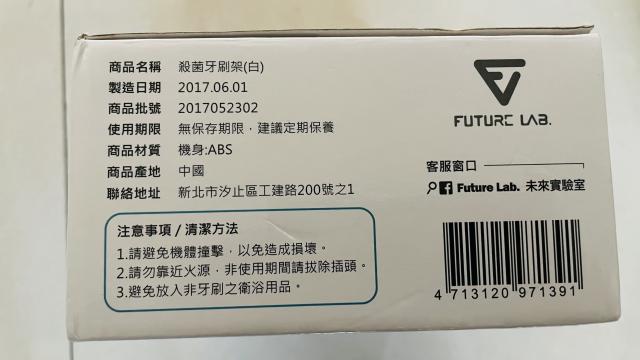 商品名稱 殺菌牙刷架(白)
製造日期 2017.06.01
商品批號 2017052302
使用期限 無保存期限，建議定期保養
商品材質 機身:ABS
商品產地 中國
聯絡地址 新北市汐止區工建路200號之1
注意事項 / 清潔方法
1.請避免機體撞擊，以免造成損壞。
2.請勿靠近火源，非使用期間請拔除插頭。
3.避免放入非牙刷之衛浴用品。
FUTURE LAB.
客服窗口
Future Lab. 未來實驗室
4 713120 971391